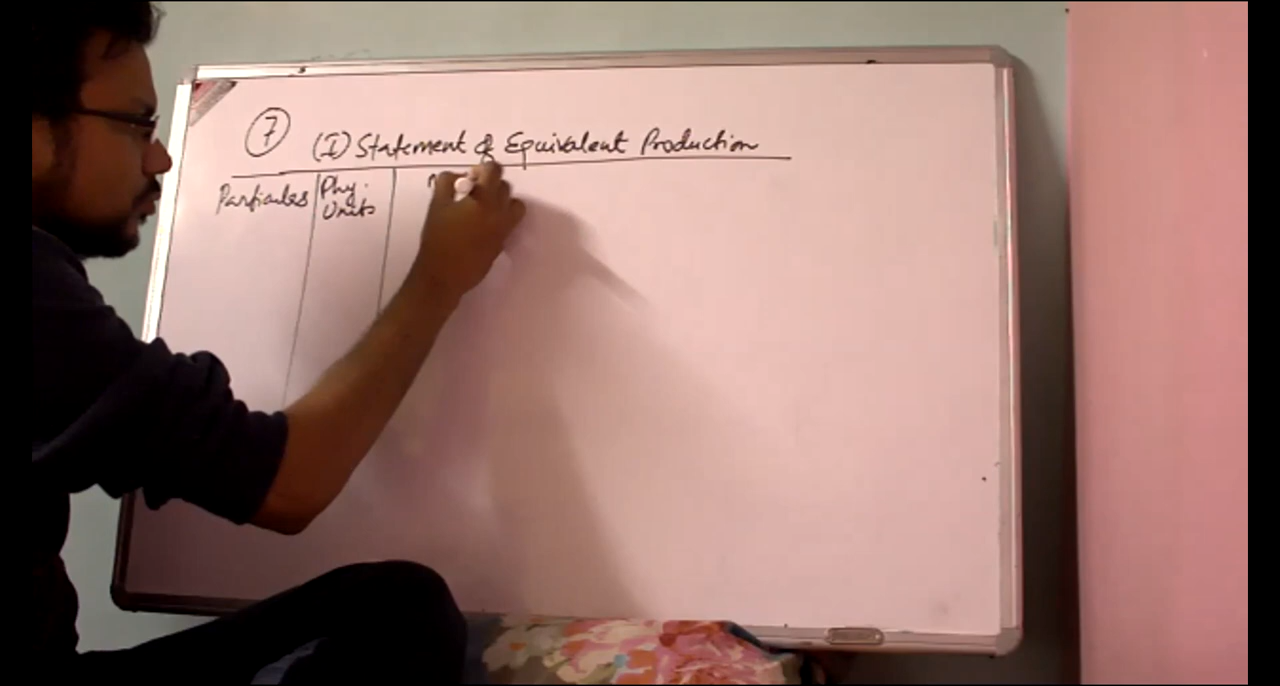 7
(I) Statement of Equivalent Production
Particulars
Phy.
Units